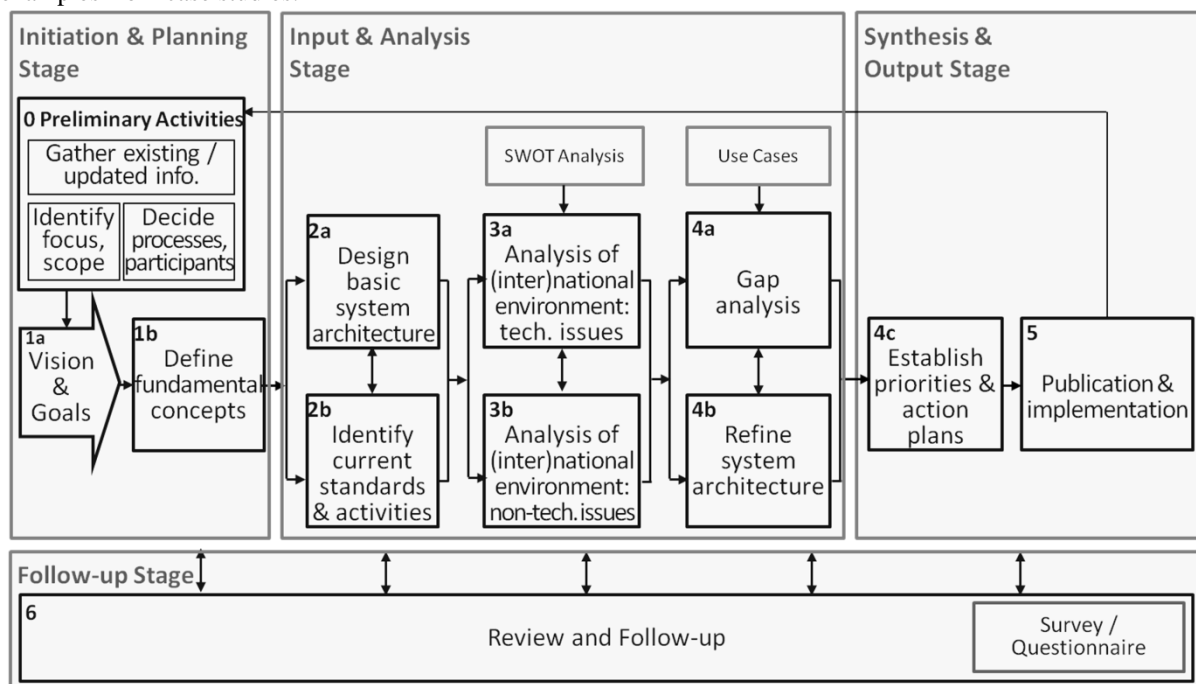 Initiation & Planning
Stage
0 Preliminary Activities
Gather existing /
updated info.
Identify
focus,
scope
Decide
processes,
participants
1a
Vision
&
Goals
1b
Define
fundamental
concepts
Input & Analysis
Stage
SWOT Analysis
Use Cases
2a
Design
basic
system
architecture
2b
Identify
current
standards
& activities
3a
Analysis of
(inter)national
environment:
tech. issues
3b
Analysis of
(inter)national
environment:
non-tech. issues
4a
Gap
analysis
4b
Refine
system
architecture
Synthesis &
Output Stage
4c
Establish
priorities &
action
plans
5
Publication &
implementation
Follow-up Stage
6
Review and Follow-up
Survey /
Questionnaire